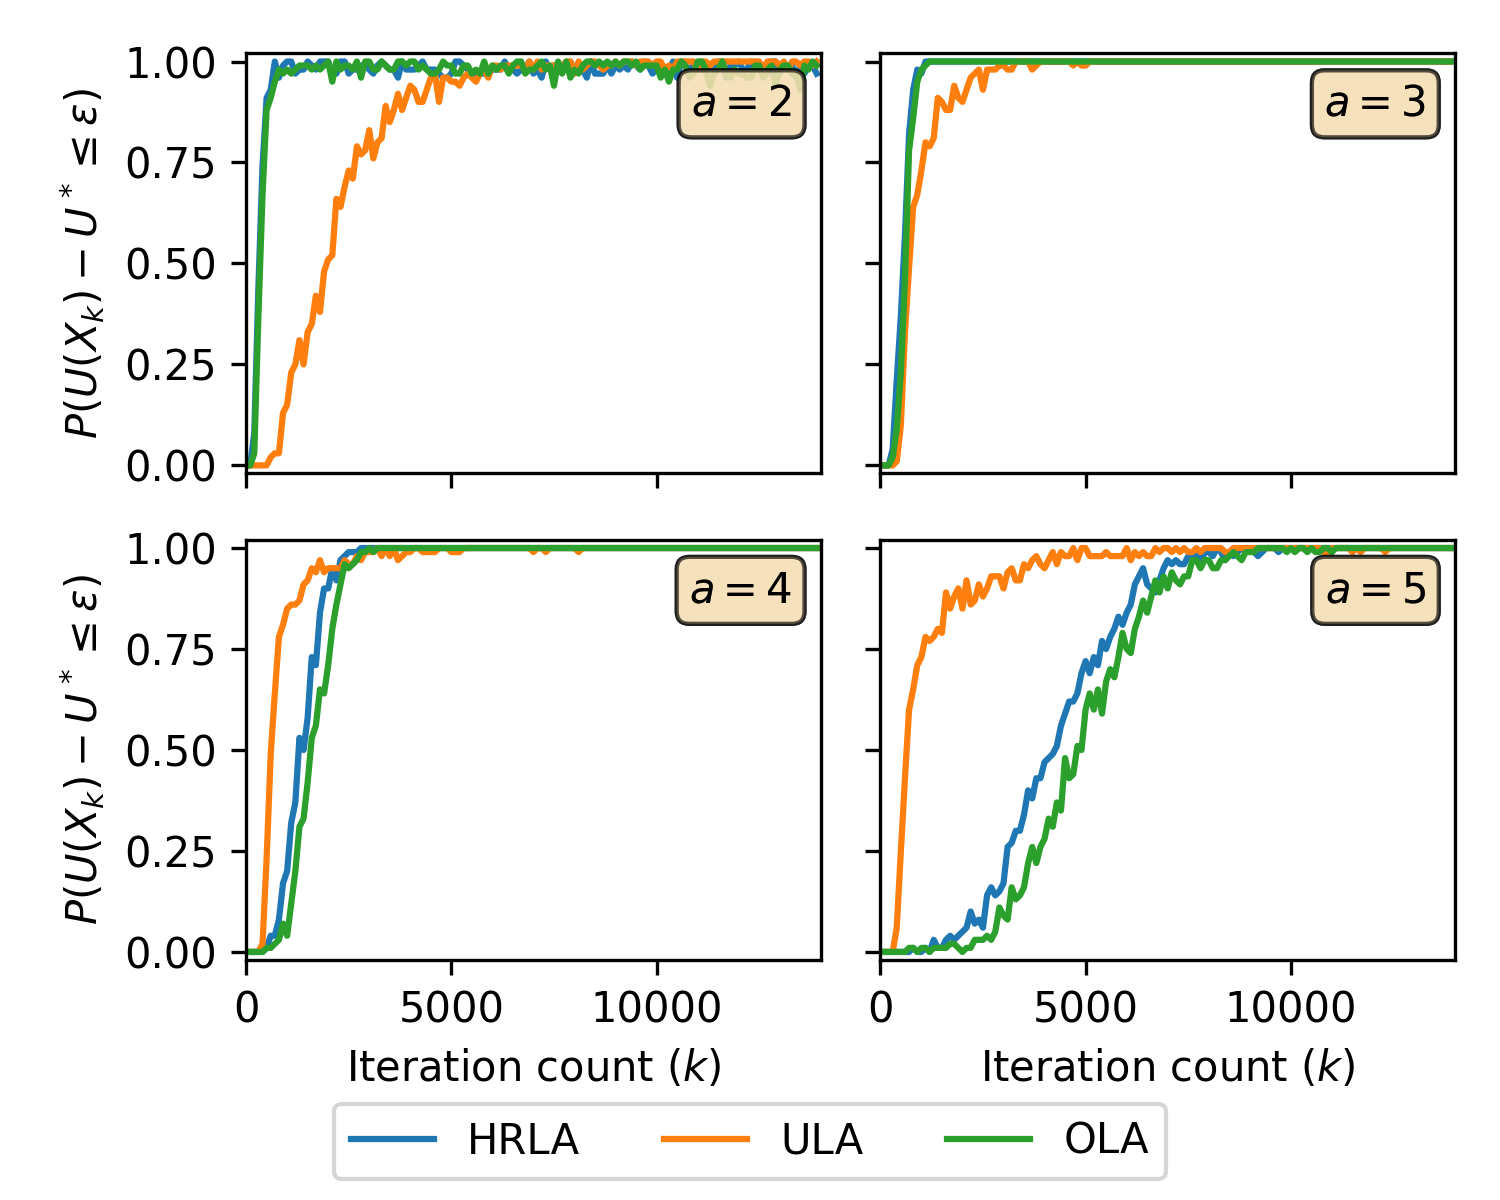 1.00
0.75
0.50
0.25
0.00
P(U(X_k) − U^* ≤ ε)
a = 2
a = 3
1.00
0.75
0.50
0.25
0.00
P(U(X_k) − U^* ≤ ε)
a = 4
a = 5
0 5000 10000
0 5000 10000
Iteration count (k)
Iteration count (k)
HRLA ULA OLA